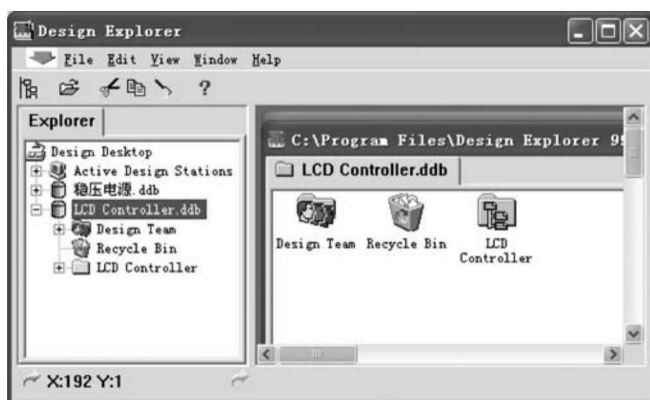 Design Explorer
File Edit View Window Help
?
Explorer
Design Desktop
Active Design Stations
稳压电源.ddb
LCD Controller.ddb
Design Team
Recycle Bin
LCD Controller
C:\Program Files\Design Explorer 99
LCD Controller.ddb
Design Team
Recycle Bin
LCD
Controller
X:192 Y:1